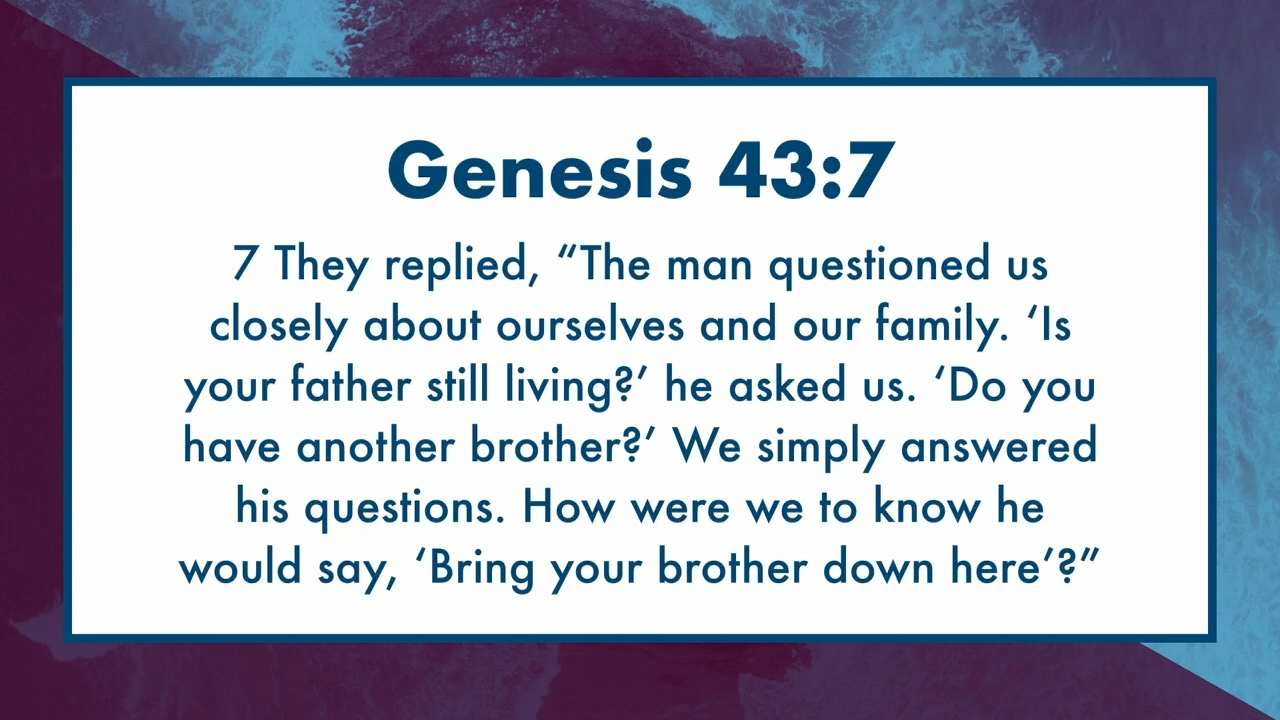 Genesis 43:7
7 They replied, “The man questioned us
closely about ourselves and our family. ‘Is
your father still living?’ he asked us. ‘Do you
have another brother?’ We simply answered
his questions. How were we to know he
would say, ‘Bring your brother down here’?”